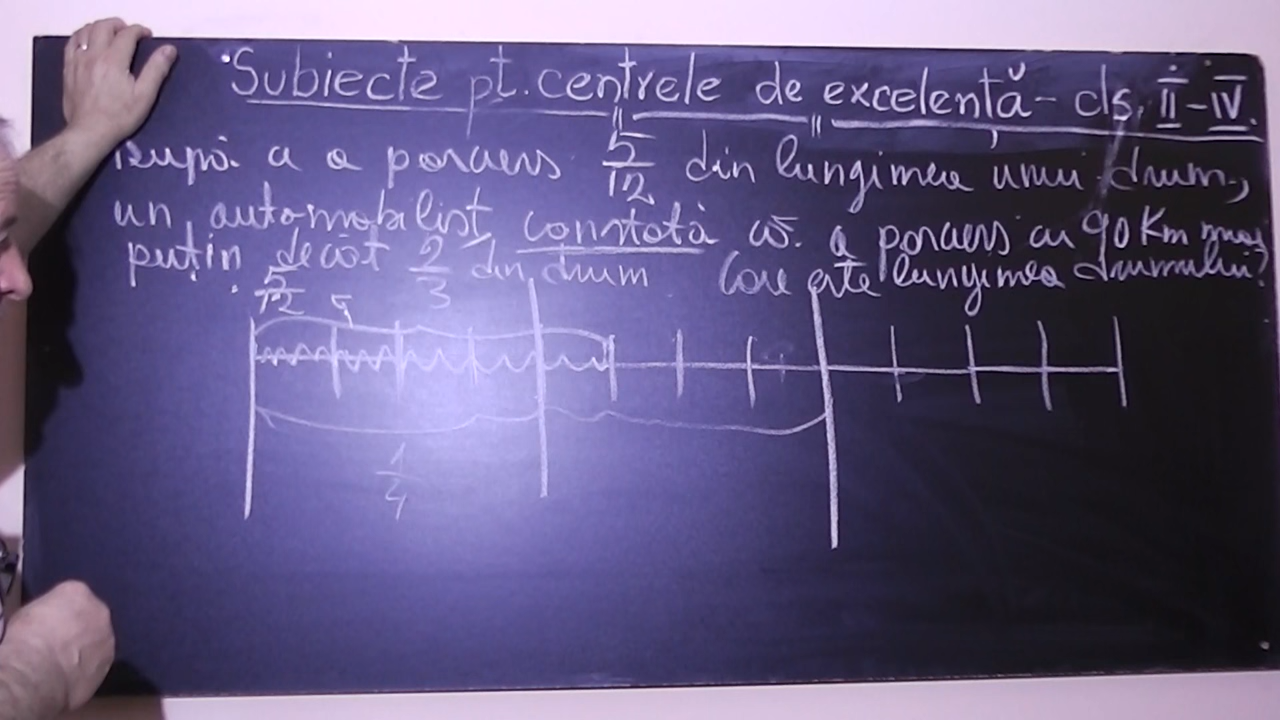 Subiecte pt. centrele de excelență - cls. II - IV.
După a a parcurs 5/12 din lungimea unui drum,
un automobilist constată că a parcurs cu 90 Km mai
puțin decât 2/3 din drum Care este lungimea drumului?
5/12
1/4